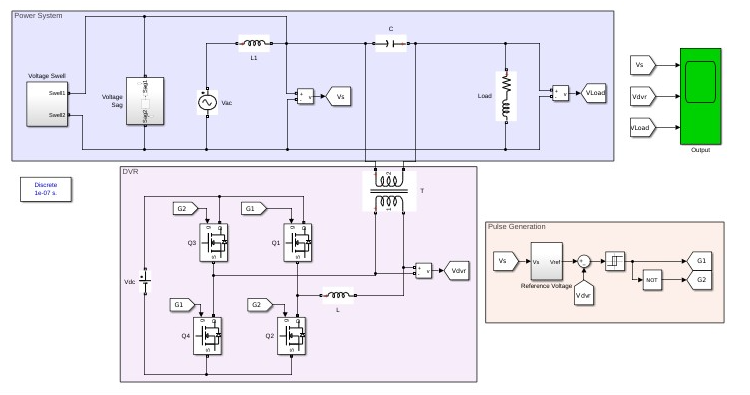 Power System
C
L1
Voltage Swell
Swell1
Swell2
Voltage
Sag
Sag1
Sag2
Vac
+
-
v
Vs
Load
+
-
v
VLoad
Vs
Vdvr
VLoad
Output
Discrete
1e-07 s.
DVR
2
1
T
G2
G1
g
D
S
Q3
g
D
S
Q1
Vdc
+
-
v
Vdvr
L
G1
G2
g
D
S
Q4
g
D
S
Q2
Pulse Generation
Vs
Vs
Vref
Reference Voltage
+
-
Vdvr
NOT
G1
G2